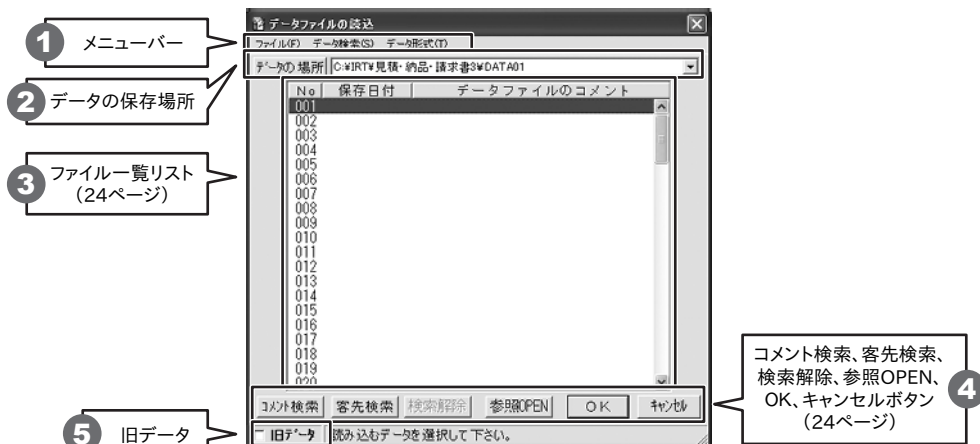 データファイルの読込
1 メニューバー
ファイル(F) データ検索(S) データ形式(T)
データの場所 C:¥IRT¥見積・納品・請求書3¥DATA01
2 データの保存場所
No 保存日付 データファイルのコメント
001
002
003
004
005
006
007
008
009
010
011
012
013
014
015
016
017
018
019
020
3 ファイル一覧リスト
(24ページ)
コメント検索 客先検索 検索解除 参照OPEN OK キャンセル
コメント検索、客先検索、
検索解除、参照OPEN、
OK、キャンセルボタン
(24ページ)
4
5 旧データ
旧データ 読み込むデータを選択して下さい。